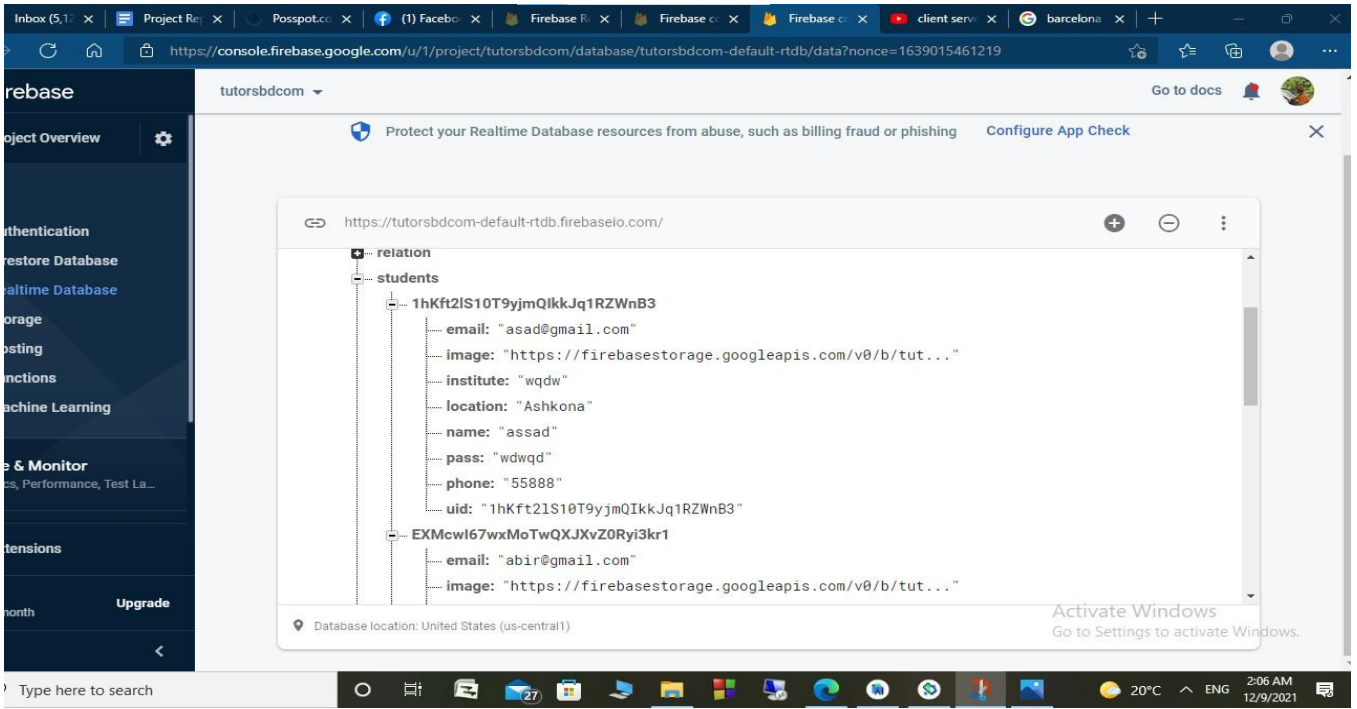 Inbox (5,12
Project Rep
Posspot.co
(1) Facebo
Firebase R
Firebase co
Firebase co
client serve
barcelona
https://console.firebase.google.com/u/1/project/tutorsbdcom/database/tutorsbdcom-default-rtdb/data?nonce=1639015461219
rebase
tutorsbdcom
Go to docs
oject Overview
Protect your Realtime Database resources from abuse, such as billing fraud or phishing Configure App Check
uthentication
restore Database
ealtime Database
orage
osting
unctions
achine Learning
e & Monitor
cs, Performance, Test La...
tensions
month
Upgrade
https://tutorsbdcom-default-rtdb.firebaseio.com/
relation
students
1hKft2lS10T9yjmQIkkJq1RZWnB3
email: "asad@gmail.com"
image: "https://firebasestorage.googleapis.com/v0/b/tut..."
institute: "wqdw"
location: "Ashkona"
name: "assad"
pass: "wdwqd"
phone: "55888"
uid: "1hKft2lS10T9yjmQIkkJq1RZWnB3"
EXMcwI67wxMoTwQXJXvZ0Ryi3kr1
email: "abir@gmail.com"
image: "https://firebasestorage.googleapis.com/v0/b/tut..."
Database location: United States (us-central1)
Activate Windows
Go to Settings to activate Windows.
Type here to search
27
20°C
ENG
2:06 AM
12/9/2021